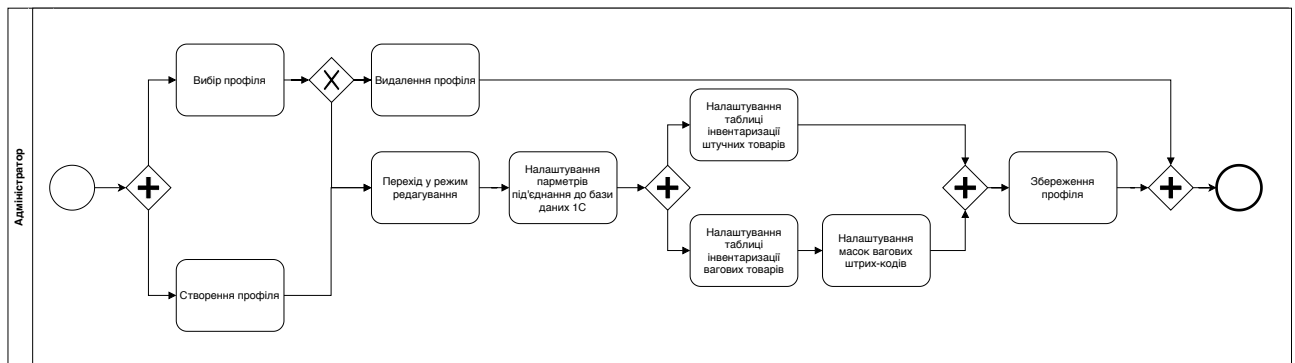 Адміністратор
Вибір профіля
Видалення профіля
Налаштування
таблиці
інвентаризації
штучних товарів
Перехід у режим
редагування
Налаштування
парметрів
під'єднання до бази
даних 1С
Збереження
профіля
Налаштування
таблиці
інвентаризації
вагових товарів
Налаштування
масок вагових
штрих-кодів
Створення профіля